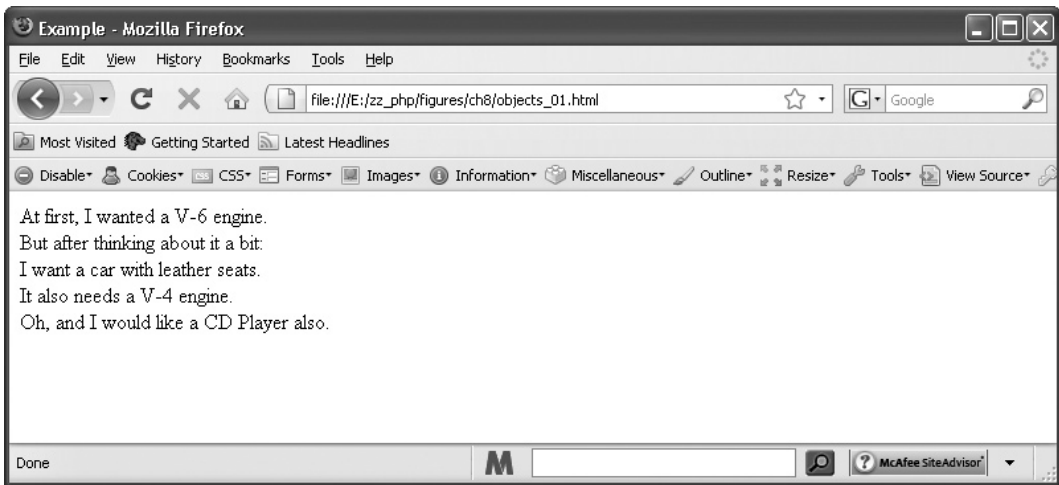 Example - Mozilla Firefox
File Edit View History Bookmarks Tools Help
file:///E:/zz_php/figures/ch8/objects_01.html G Google
Most Visited Getting Started Latest Headlines
Disable Cookies CSS Forms Images Information Miscellaneous Outline Resize Tools View Source
At first, I wanted a V-6 engine.
But after thinking about it a bit:
I want a car with leather seats.
It also needs a V-4 engine.
Oh, and I would like a CD Player also.
Done M McAfee SiteAdvisor